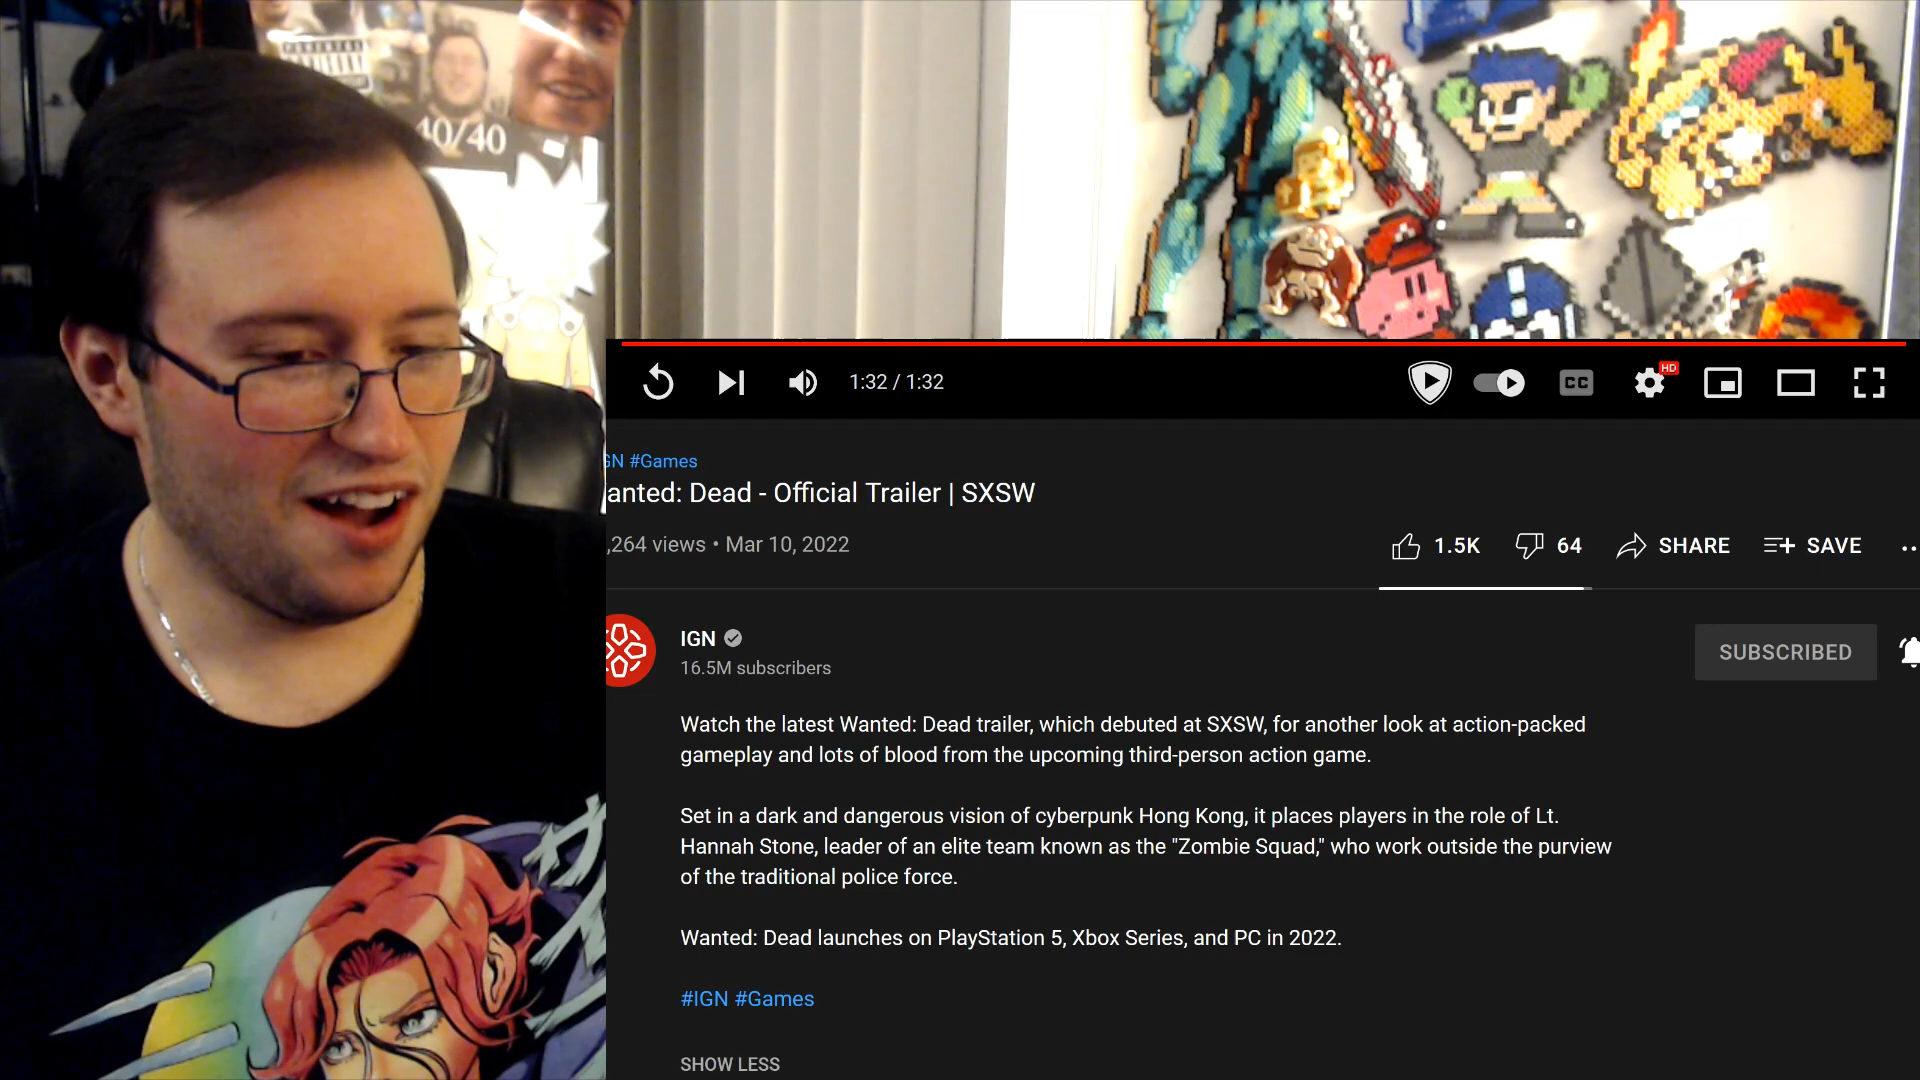 40/40
1:32 / 1:32
CC
HD
GN #Games
anted: Dead - Official Trailer | SXSW
,264 views • Mar 10, 2022
1.5K
64
SHARE
SAVE
IGN
16.5M subscribers
SUBSCRIBED
Watch the latest Wanted: Dead trailer, which debuted at SXSW, for another look at action-packed
gameplay and lots of blood from the upcoming third-person action game.
Set in a dark and dangerous vision of cyberpunk Hong Kong, it places players in the role of Lt.
Hannah Stone, leader of an elite team known as the "Zombie Squad," who work outside the purview
of the traditional police force.
Wanted: Dead launches on PlayStation 5, Xbox Series, and PC in 2022.
#IGN #Games
SHOW LESS